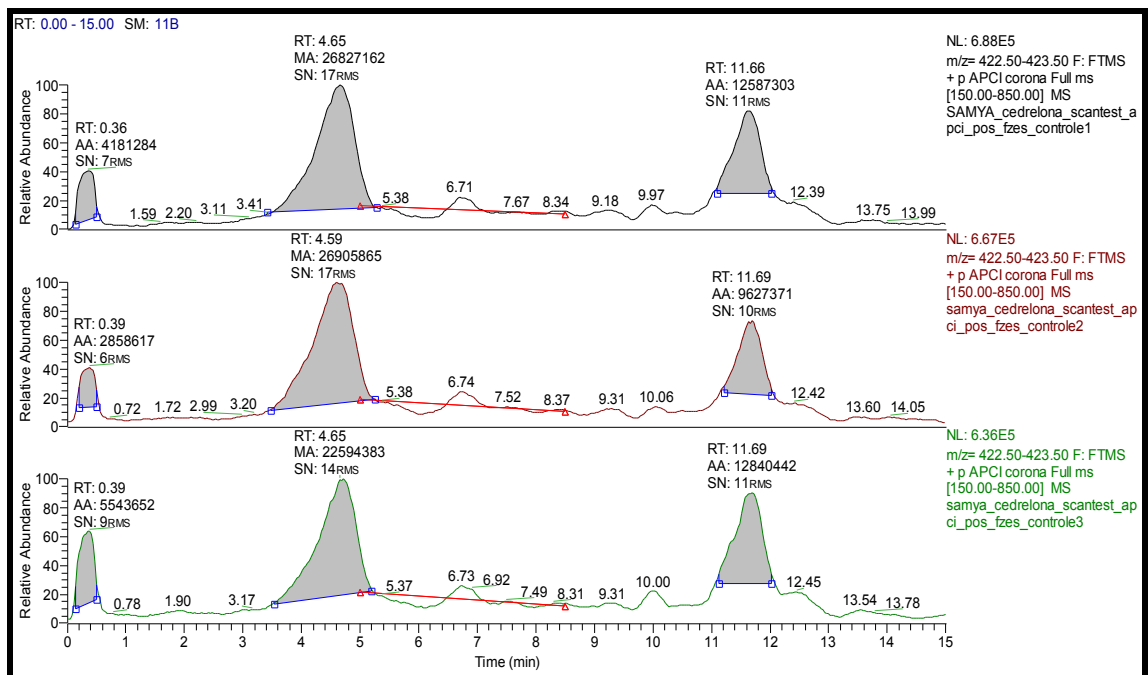 RT: 0.00 - 15.00 SM: 11B
RT: 4.65
MA: 26827162
SN: 17RMS
RT: 11.66
AA: 12587303
SN: 11RMS
RT: 0.36
AA: 4181284
SN: 7RMS
1.59 2.20 3.11 3.41 5.38 6.71 7.67 8.34 9.18 9.97 12.39 13.75 13.99
100
80
60
40
20
0
Relative Abundance
NL: 6.88E5
m/z= 422.50-423.50 F: FTMS
+ p APCI corona Full ms
[150.00-850.00] MS
SAMYA_cedrelona_scantest_a
pci_pos_fzes_controle1
RT: 4.59
MA: 26905865
SN: 17RMS
RT: 11.69
AA: 9627371
SN: 10RMS
RT: 0.39
AA: 2858617
SN: 6RMS
0.72 1.72 2.99 3.20 5.38 6.74 7.52 8.37 9.31 10.06 12.42 13.60 14.05
100
80
60
40
20
0
Relative Abundance
NL: 6.67E5
m/z= 422.50-423.50 F: FTMS
+ p APCI corona Full ms
[150.00-850.00] MS
samya_cedrelona_scantest_ap
ci_pos_fzes_controle2
RT: 4.65
MA: 22594383
SN: 14RMS
RT: 11.69
AA: 12840442
SN: 11RMS
RT: 0.39
AA: 5543652
SN: 9RMS
0.78 1.90 3.17 5.37 6.73 6.92 7.49 8.31 9.31 10.00 12.45 13.54 13.78
100
80
60
40
20
0
Relative Abundance
NL: 6.36E5
m/z= 422.50-423.50 F: FTMS
+ p APCI corona Full ms
[150.00-850.00] MS
samya_cedrelona_scantest_ap
ci_pos_fzes_controle3
0 1 2 3 4 5 6 7 8 9 10 11 12 13 14 15
Time (min)